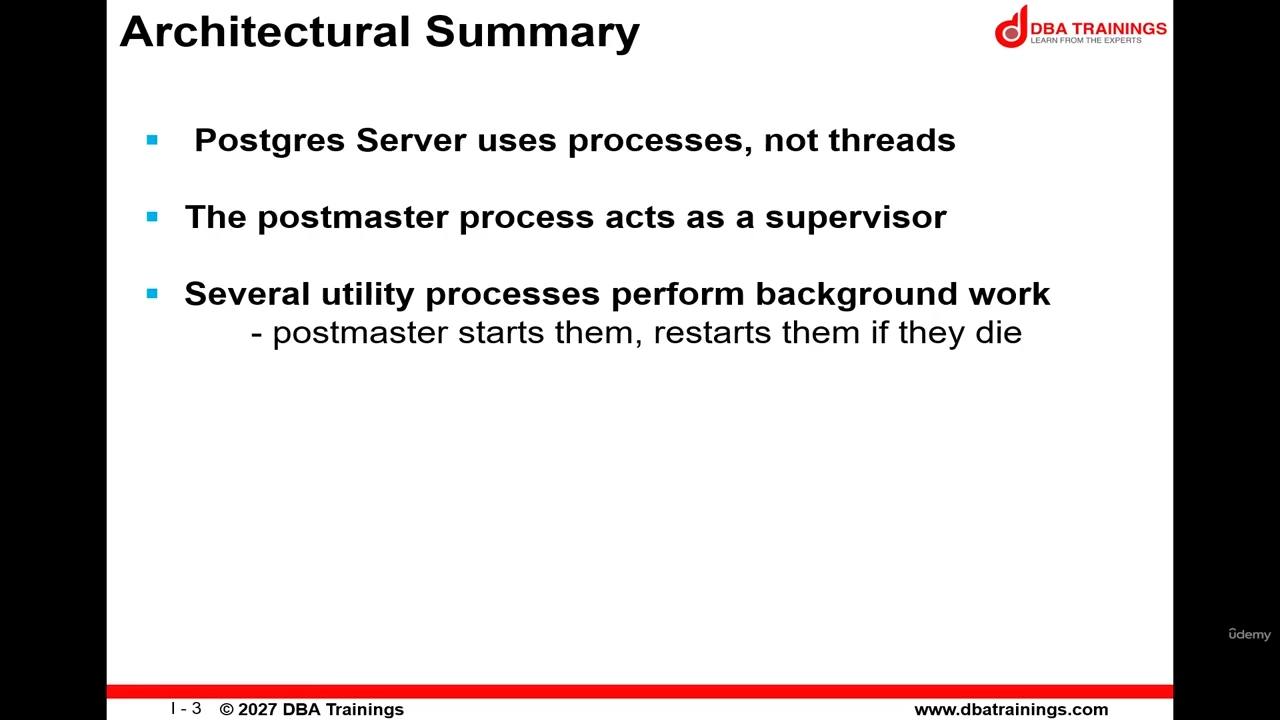 Architectural Summary
DBA TRAININGS
LEARN FROM THE EXPERTS
Postgres Server uses processes, not threads
The postmaster process acts as a supervisor
Several utility processes perform background work
- postmaster starts them, restarts them if they die
ûdemy
I - 3 © 2027 DBA Trainings
www.dbatrainings.com